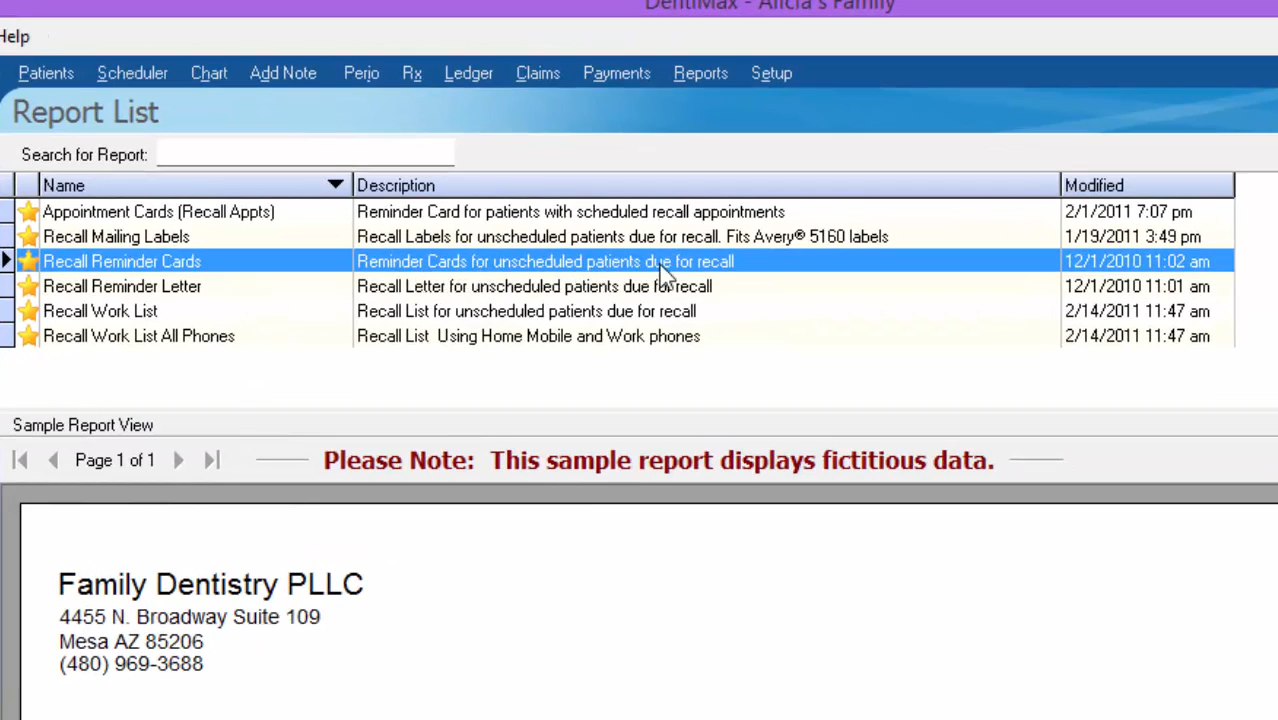 DentiMax - Alicia's Family
Help
Patients Scheduler Chart Add Note Perio Rx Ledger Claims Payments Reports Setup
Report List
Search for Report:
Name Description Modified
Appointment Cards (Recall Appts) Reminder Card for patients with scheduled recall appointments 2/1/2011 7:07 pm
Recall Mailing Labels Recall Labels for unscheduled patients due for recall. Fits Avery® 5160 labels 1/19/2011 3:49 pm
Recall Reminder Cards Reminder Cards for unscheduled patients due for recall 12/1/2010 11:02 am
Recall Reminder Letter Recall Letter for unscheduled patients due for recall 12/1/2010 11:01 am
Recall Work List Recall List for unscheduled patients due for recall 2/14/2011 11:47 am
Recall Work List All Phones Recall List Using Home Mobile and Work phones 2/14/2011 11:47 am
Sample Report View
Page 1 of 1 Please Note: This sample report displays fictitious data.
Family Dentistry PLLC
4455 N. Broadway Suite 109
Mesa AZ 85206
(480) 969-3688